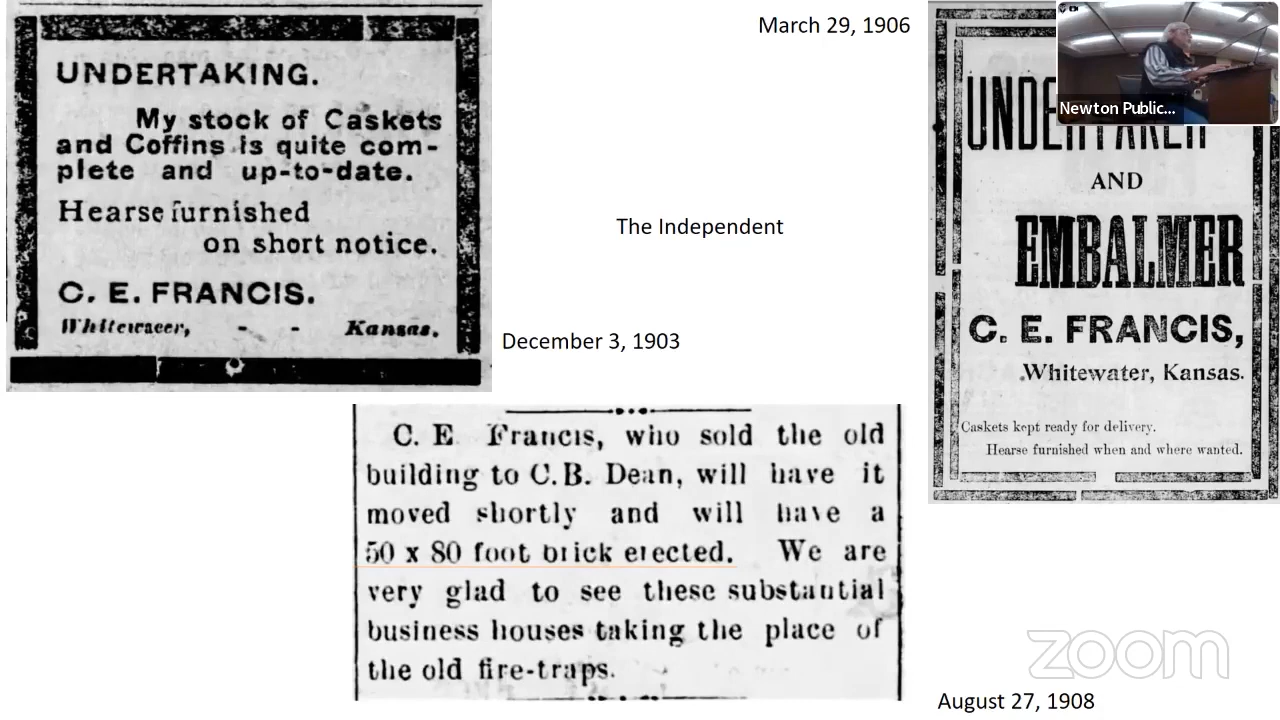 UNDERTAKING.
My stock of Caskets
and Coffins is quite com-
plete and up-to-date.
Hearse furnished
on short notice.
C. E. FRANCIS.
Whitewater, - - Kansas.
December 3, 1903
The Independent
March 29, 1906
Newton Public...
UNDERTAKER
AND
EMBALMER
C. E. FRANCIS,
Whitewater, Kansas.
Caskets kept ready for delivery.
Hearse furnished when and where wanted.
C. E. Francis, who sold the old
building to C.B. Dean, will have it
moved shortly and will have a
50 x 80 foot brick erected. We are
very glad to see these substantial
business houses taking the place of
the old fire-traps.
August 27, 1908
zoom